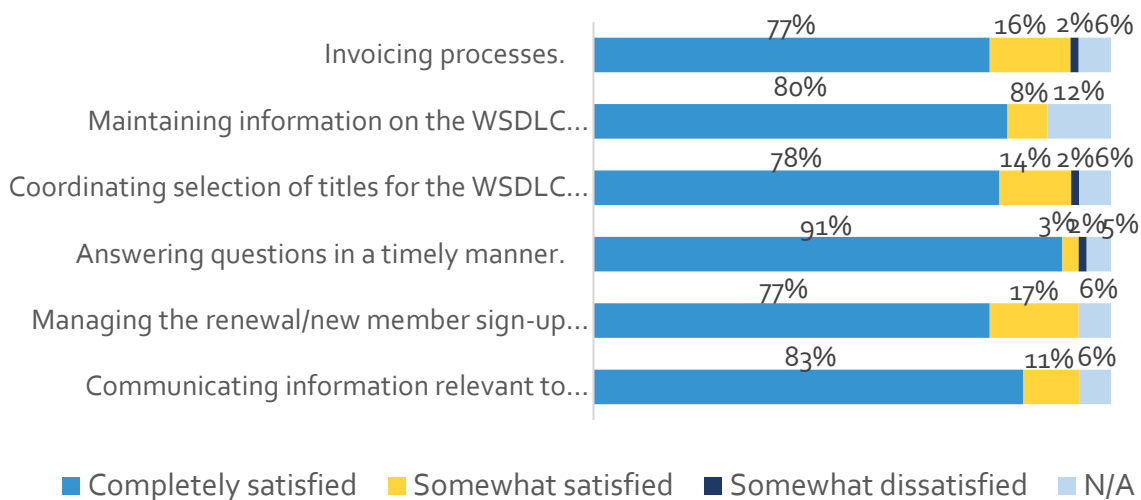 77% 16% 2% 6%
Invoicing processes.
80% 8% 12%
Maintaining information on the WSDLC...
78% 14% 2% 6%
Coordinating selection of titles for the WSDLC...
91% 3% 2% 5%
Answering questions in a timely manner.
77% 17% 6%
Managing the renewal/new member sign-up...
83% 11% 6%
Communicating information relevant to...
Completely satisfied Somewhat satisfied Somewhat dissatisfied N/A